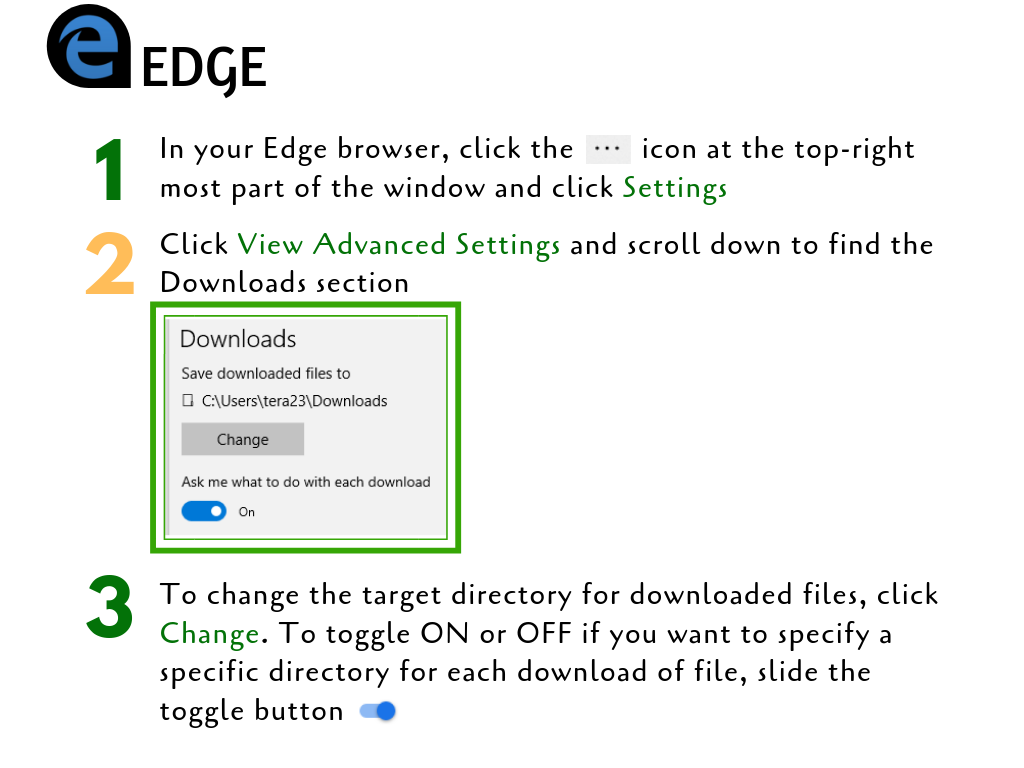 e EDGE
1 In your Edge browser, click the ... icon at the top-right
most part of the window and click Settings
2 Click View Advanced Settings and scroll down to find the
Downloads section
Downloads
Save downloaded files to
C:\Users\tera23\Downloads
Change
Ask me what to do with each download
On
3 To change the target directory for downloaded files, click
Change. To toggle ON or OFF if you want to specify a
specific directory for each download of file, slide the
toggle button